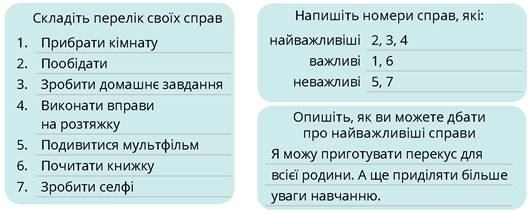 Складіть перелік своїх справ
1. Прибрати кімнату
2. Пообідати
3. Зробити домашнє завдання
4. Виконати вправи
на розтяжку
5. Подивитися мультфільм
6. Почитати книжку
7. Зробити селфі
Напишіть номери справ, які:
найважливіші 2, 3, 4
важливі 1, 6
неважливі 5, 7
Опишіть, як ви можете дбати
про найважливіші справи
Я можу приготувати перекус для
всієї родини. А ще приділяти більше
уваги навчанню.